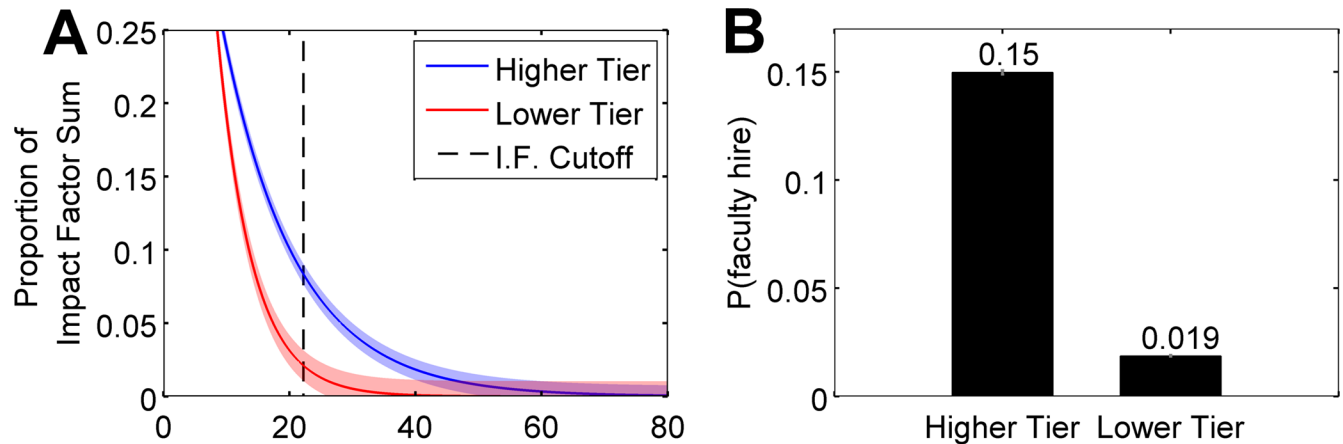 A
Proportion of
Impact Factor Sum
0.25
0.2
0.15
0.1
0.05
0
0 20 40 60 80
Higher Tier
Lower Tier
I.F. Cutoff
B
P(faculty hire)
0.15
0.1
0.05
0
0.15
0.019
Higher Tier Lower Tier